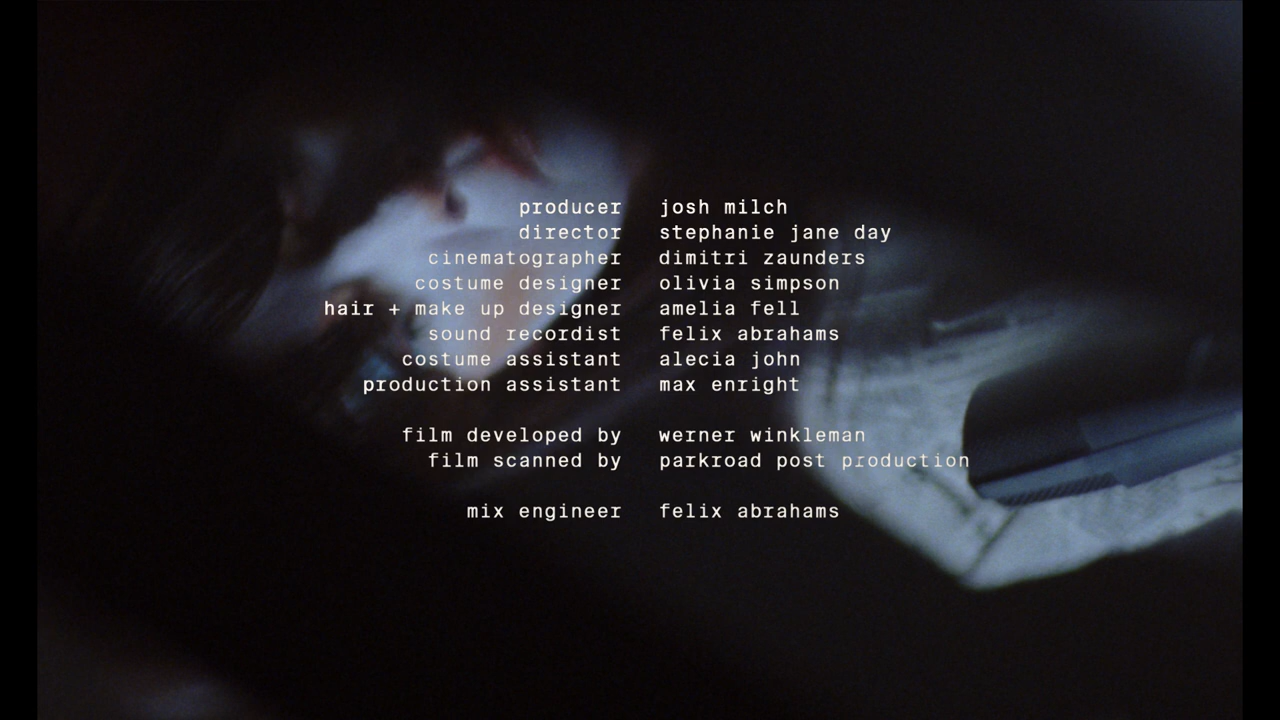 producer josh milch
director stephanie jane day
cinematographer dimitri zaunders
costume designer olivia simpson
hair + make up designer amelia fell
sound recordist felix abrahams
costume assistant alecia john
production assistant max enright
film developed by werner winkleman
film scanned by parkroad post production
mix engineer felix abrahams